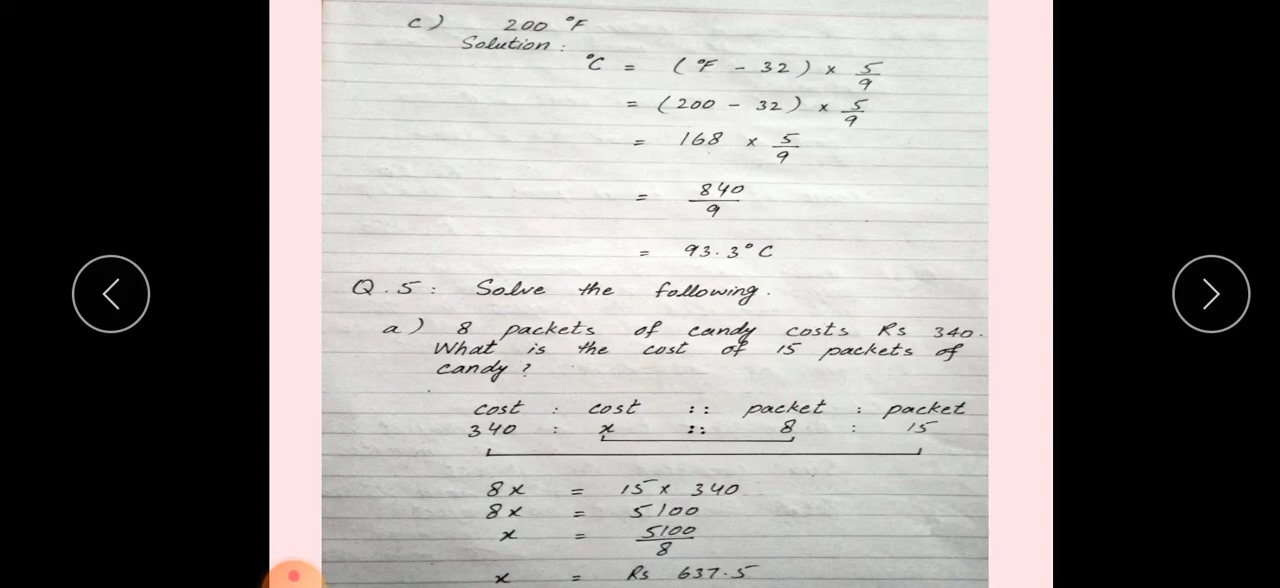 c) 200 °F
Solution :
°C = (°F - 32) × 5/9
= (200 - 32) × 5/9
= 168 × 5/9
= 840/9
= 93.3°C
Q.5: Solve the following.
a) 8 packets of candy costs Rs 340.
What is the cost of 15 packets of
candy?
cost : cost :: packet : packet
340 : x :: 8 : 15
8x = 15 × 340
8x = 5100
x = 5100/8
x = Rs 637.5